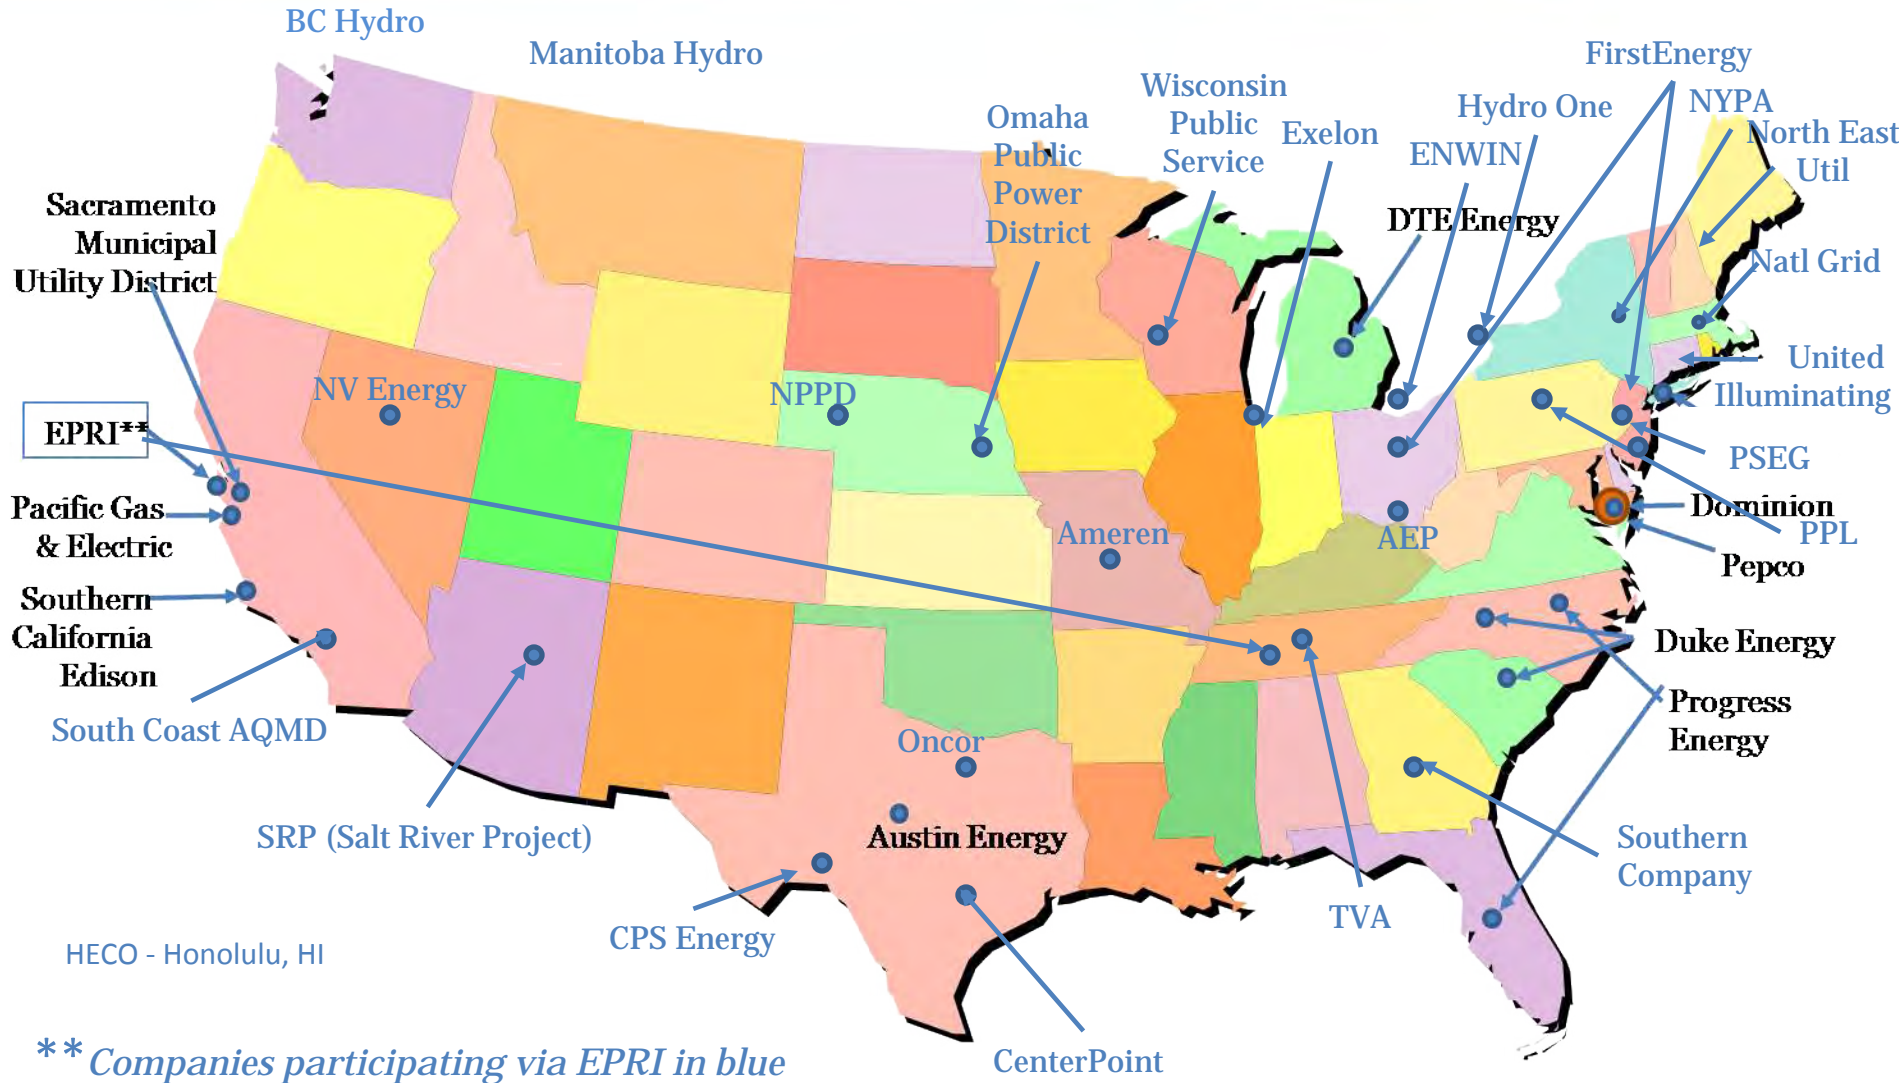 BC Hydro
Manitoba Hydro
FirstEnergy
Wisconsin
Public
Service
Omaha
Public
Power
District
Exelon
ENWIN
Hydro One
NYPA
North East
Util
DTE Energy
Sacramento
Municipal
Utility District
Natl Grid
United
Illuminating
NV Energy
NPPD
EPRI**
PSEG
Pacific Gas
& Electric
Dominion
PPL
Ameren
AEP
Pepco
Southern
California
Edison
Duke Energy
South Coast AQMD
Progress
Energy
Oncor
SRP (Salt River Project)
Austin Energy
Southern
Company
CPS Energy
TVA
HECO - Honolulu, HI
CenterPoint
**Companies participating via EPRI in blue